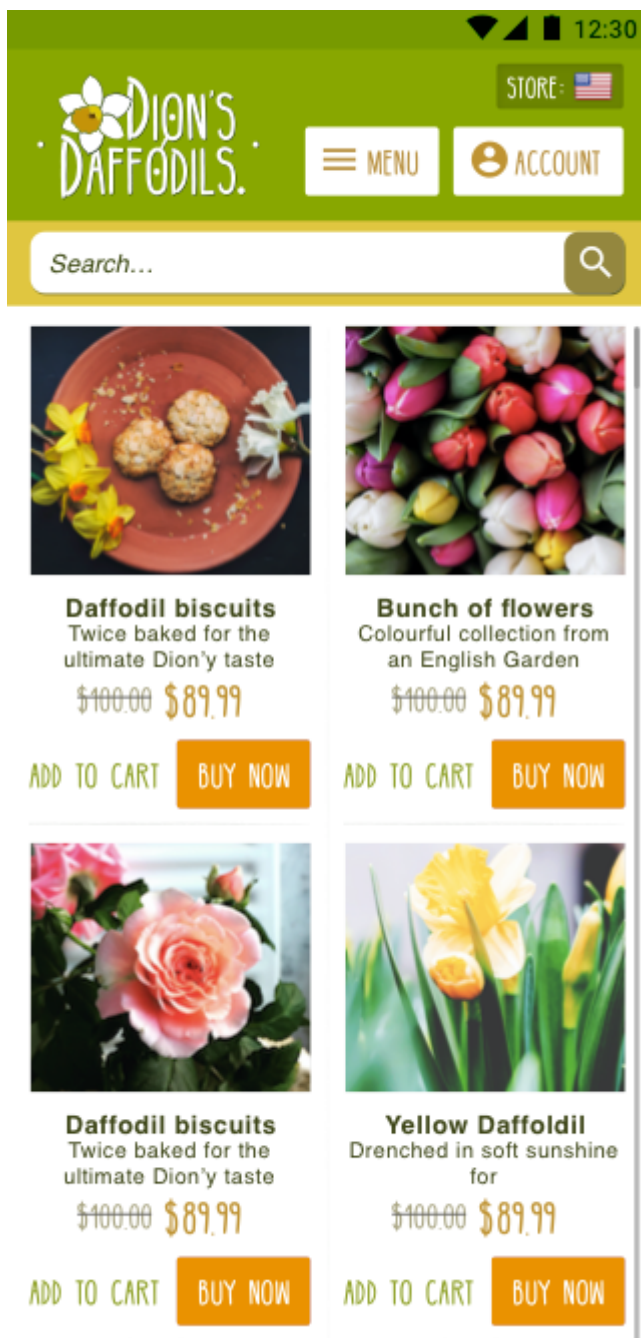 12:30
STORE:
DION'S
DAFFODILS.
MENU
ACCOUNT
Search...
Daffodil biscuits
Twice baked for the
ultimate Dion'y taste
$100.00 $89.99
ADD TO CART BUY NOW
Bunch of flowers
Colourful collection from
an English Garden
$100.00 $89.99
ADD TO CART BUY NOW
Daffodil biscuits
Twice baked for the
ultimate Dion'y taste
$100.00 $89.99
ADD TO CART BUY NOW
Yellow Daffoldil
Drenched in soft sunshine
for
$100.00 $89.99
ADD TO CART BUY NOW